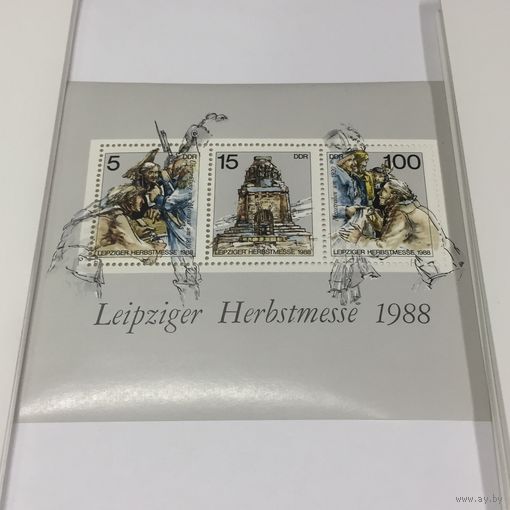 5 DDR
LEIPZIGER HERBSTMESSE 1988
15 DDR
LEIPZIGER HERBSTMESSE 1988
DDR 100
LEIPZIGER HERBSTMESSE 1988
Leipziger Herbstmesse 1988
www.ay.by